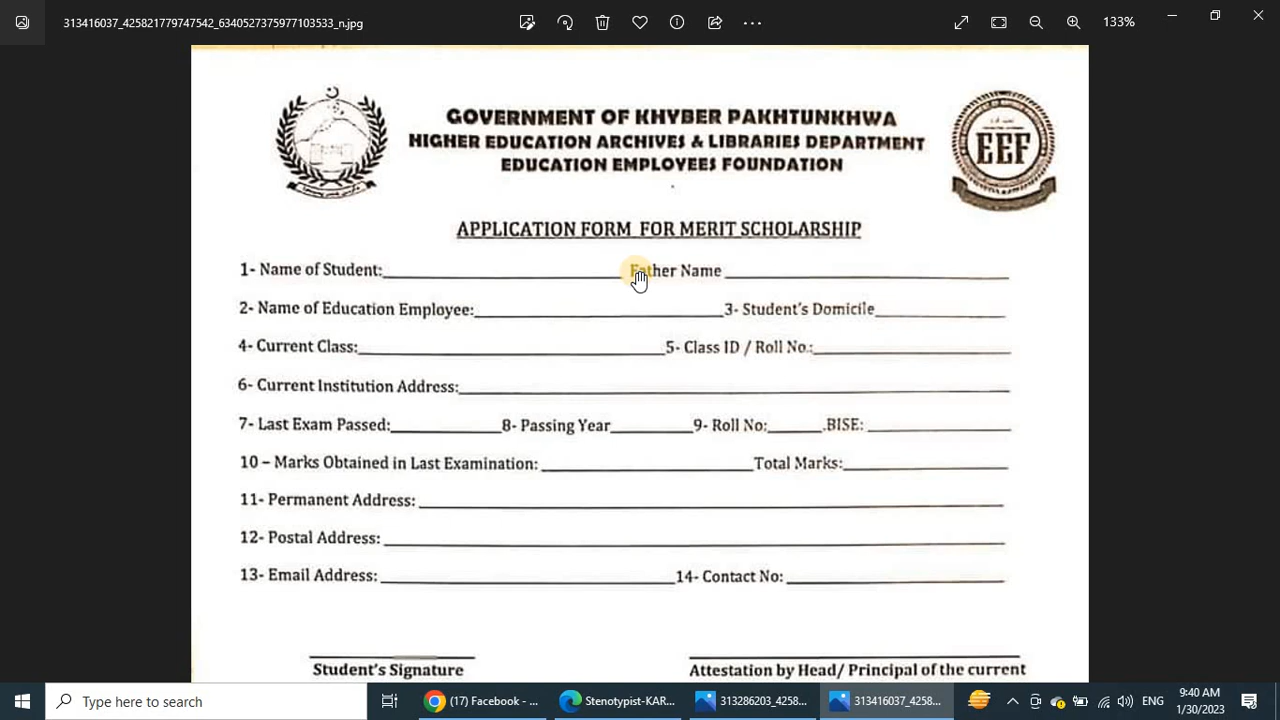 313416037_425821779747542_6340527375977103533_n.jpg
133%
GOVERNMENT OF KHYBER PAKHTUNKHWA
HIGHER EDUCATION ARCHIVES & LIBRARIES DEPARTMENT
EDUCATION EMPLOYEES FOUNDATION
EEF
APPLICATION FORM FOR MERIT SCHOLARSHIP
1- Name of Student: Father Name
2- Name of Education Employee: 3- Student's Domicile
4- Current Class: 5- Class ID / Roll No.:
6- Current Institution Address:
7- Last Exam Passed: 8- Passing Year 9- Roll No: .BISE:
10 – Marks Obtained in Last Examination: Total Marks:
11- Permanent Address:
12- Postal Address:
13- Email Address: 14- Contact No:
Student's Signature
Attestation by Head/ Principal of the current
Type here to search
(17) Facebook - ...
Stenotypist-KAR...
313286203_4258...
313416037_4258...
ENG
9:40 AM
1/30/2023